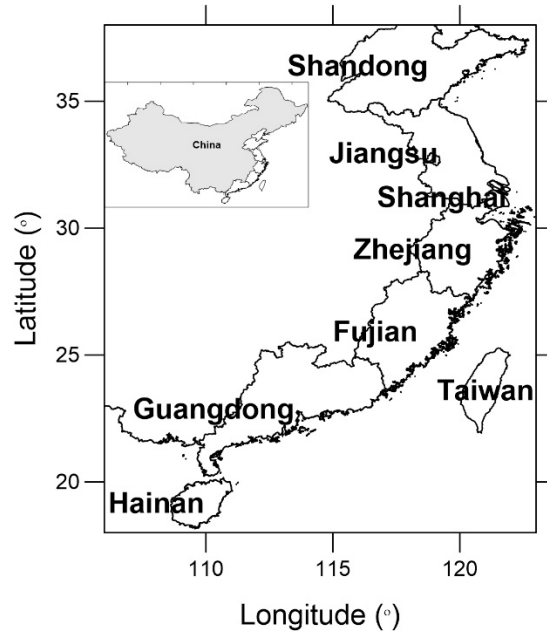 Shandong
35
China
Jiangsu
Shanghai
30
Zhejiang
Latitude (°)
Fujian
25
Taiwan
Guangdong
20
Hainan
110 115 120
Longitude (°)